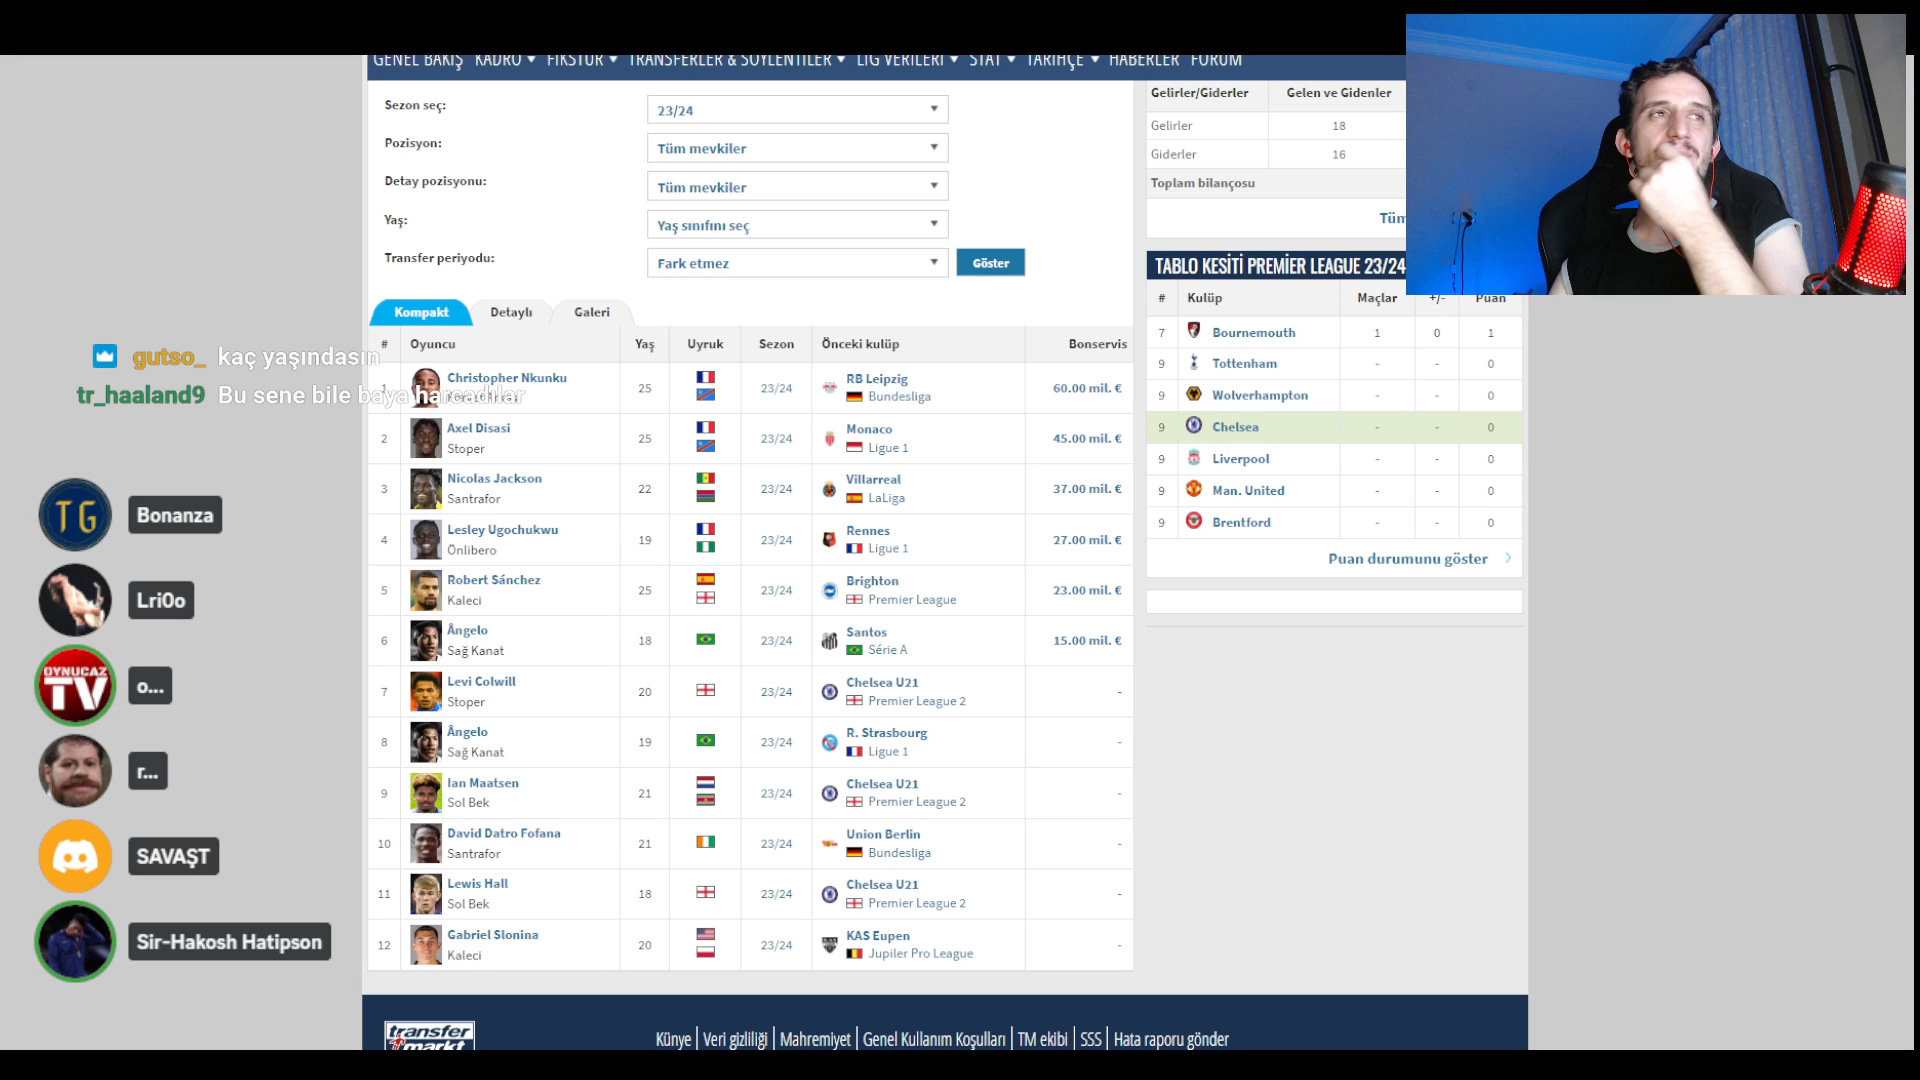 GENEL BAKIŞ KADRO FİKSTÜR TRANSFERLER & SÖYLENTİLER LİG VERİLERİ STAT TARİHÇE HABERLER FORUM
Sezon seç: 23/24
Pozisyon: Tüm mevkiler
Detay pozisyonu: Tüm mevkiler
Yaş: Yaş sınıfını seç
Transfer periyodu: Fark etmez Göster
Kompakt Detaylı Galeri
# Oyuncu Yaş Uyruk Sezon Önceki kulüp Bonservis
gutso_ kaç yaşındasın
tr_haaland9 Bu sene bile baya harcadılar
1 Christopher Nkunku 25 23/24 RB Leipzig 60.00 mil. €
Bundesliga
2 Axel Disasi 25 23/24 Monaco 45.00 mil. €
Stoper Ligue 1
3 Nicolas Jackson 22 23/24 Villarreal 37.00 mil. €
Santrafor LaLiga
4 Lesley Ugochukwu 19 23/24 Rennes 27.00 mil. €
Önlibero Ligue 1
5 Robert Sánchez 25 23/24 Brighton 23.00 mil. €
Kaleci Premier League
6 Ângelo 18 23/24 Santos 15.00 mil. €
Sağ Kanat Série A
7 Levi Colwill 20 23/24 Chelsea U21 -
Stoper Premier League 2
8 Ângelo 19 23/24 R. Strasbourg -
Sağ Kanat Ligue 1
9 Ian Maatsen 21 23/24 Chelsea U21 -
Sol Bek Premier League 2
10 David Datro Fofana 21 23/24 Union Berlin -
Santrafor Bundesliga
11 Lewis Hall 18 23/24 Chelsea U21 -
Sol Bek Premier League 2
12 Gabriel Slonina 20 23/24 KAS Eupen -
Kaleci Jupiler Pro League
Gelirler/Giderler Gelen ve Gidenler
Gelirler 18
Giderler 16
Toplam bilançosu
Tüm
TABLO KESİTİ PREMİER LEAGUE 23/24
# Kulüp Maçlar +/- Puan
7 Bournemouth 1 0 1
9 Tottenham - - 0
9 Wolverhampton - - 0
9 Chelsea - - 0
9 Liverpool - - 0
9 Man. United - - 0
9 Brentford - - 0
Puan durumunu göster
TG Bonanza
Lri0o
OYNUCAZ TV o...
r...
SAVAŞT
Sir-Hakosh Hatipson
transfer markt
Künye | Veri gizliliği | Mahremiyet | Genel Kullanım Koşulları | TM ekibi | SSS | Hata raporu gönder